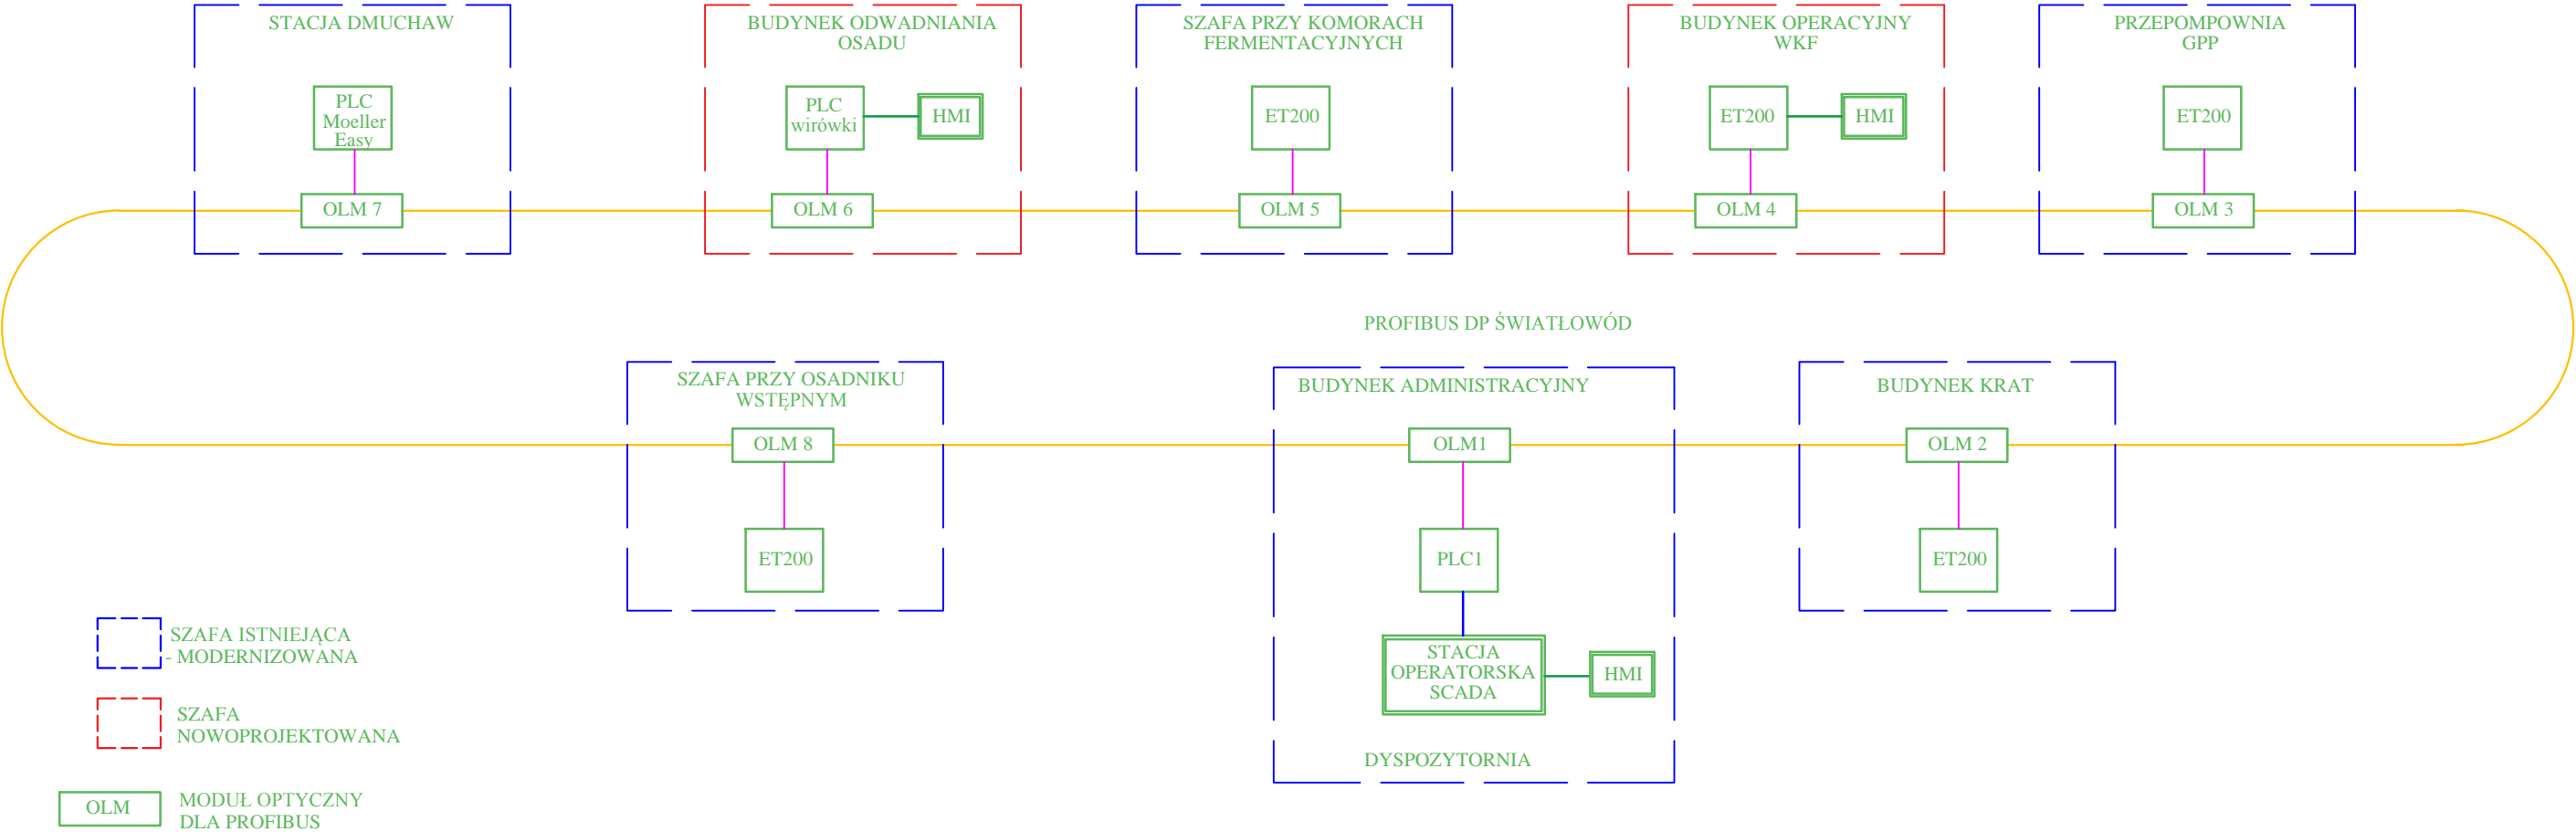 STACJA DMUCHAW
PLC
Moeller
Easy
OLM 7
BUDYNEK ODWADNIANIA
OSADU
PLC
wirówki
HMI
OLM 6
SZAFA PRZY KOMORACH
FERMENTACYJNYCH
ET200
OLM 5
BUDYNEK OPERACYJNY
WKF
ET200
HMI
OLM 4
PRZEPOMPOWNIA
GPP
ET200
OLM 3
PROFIBUS DP ŚWIATŁOWÓD
SZAFA PRZY OSADNIKU
WSTĘPNYM
OLM 8
ET200
BUDYNEK ADMINISTRACYJNY
OLM1
PLC1
STACJA
OPERATORSKA
SCADA
HMI
DYSPOZYTORNIA
BUDYNEK KRAT
OLM 2
ET200
SZAFA ISTNIEJĄCA
- MODERNIZOWANA
SZAFA
NOWOPROJEKTOWANA
OLM
MODUŁ OPTYCZNY
DLA PROFIBUS